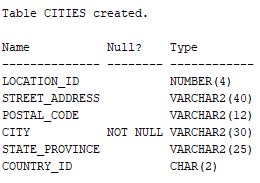 Table CITIES created.
Name           Null?    Type
-------------- -------- ------------
LOCATION_ID             NUMBER(4)
STREET_ADDRESS          VARCHAR2(40)
POSTAL_CODE             VARCHAR2(12)
CITY           NOT NULL VARCHAR2(30)
STATE_PROVINCE          VARCHAR2(25)
COUNTRY_ID              CHAR(2)